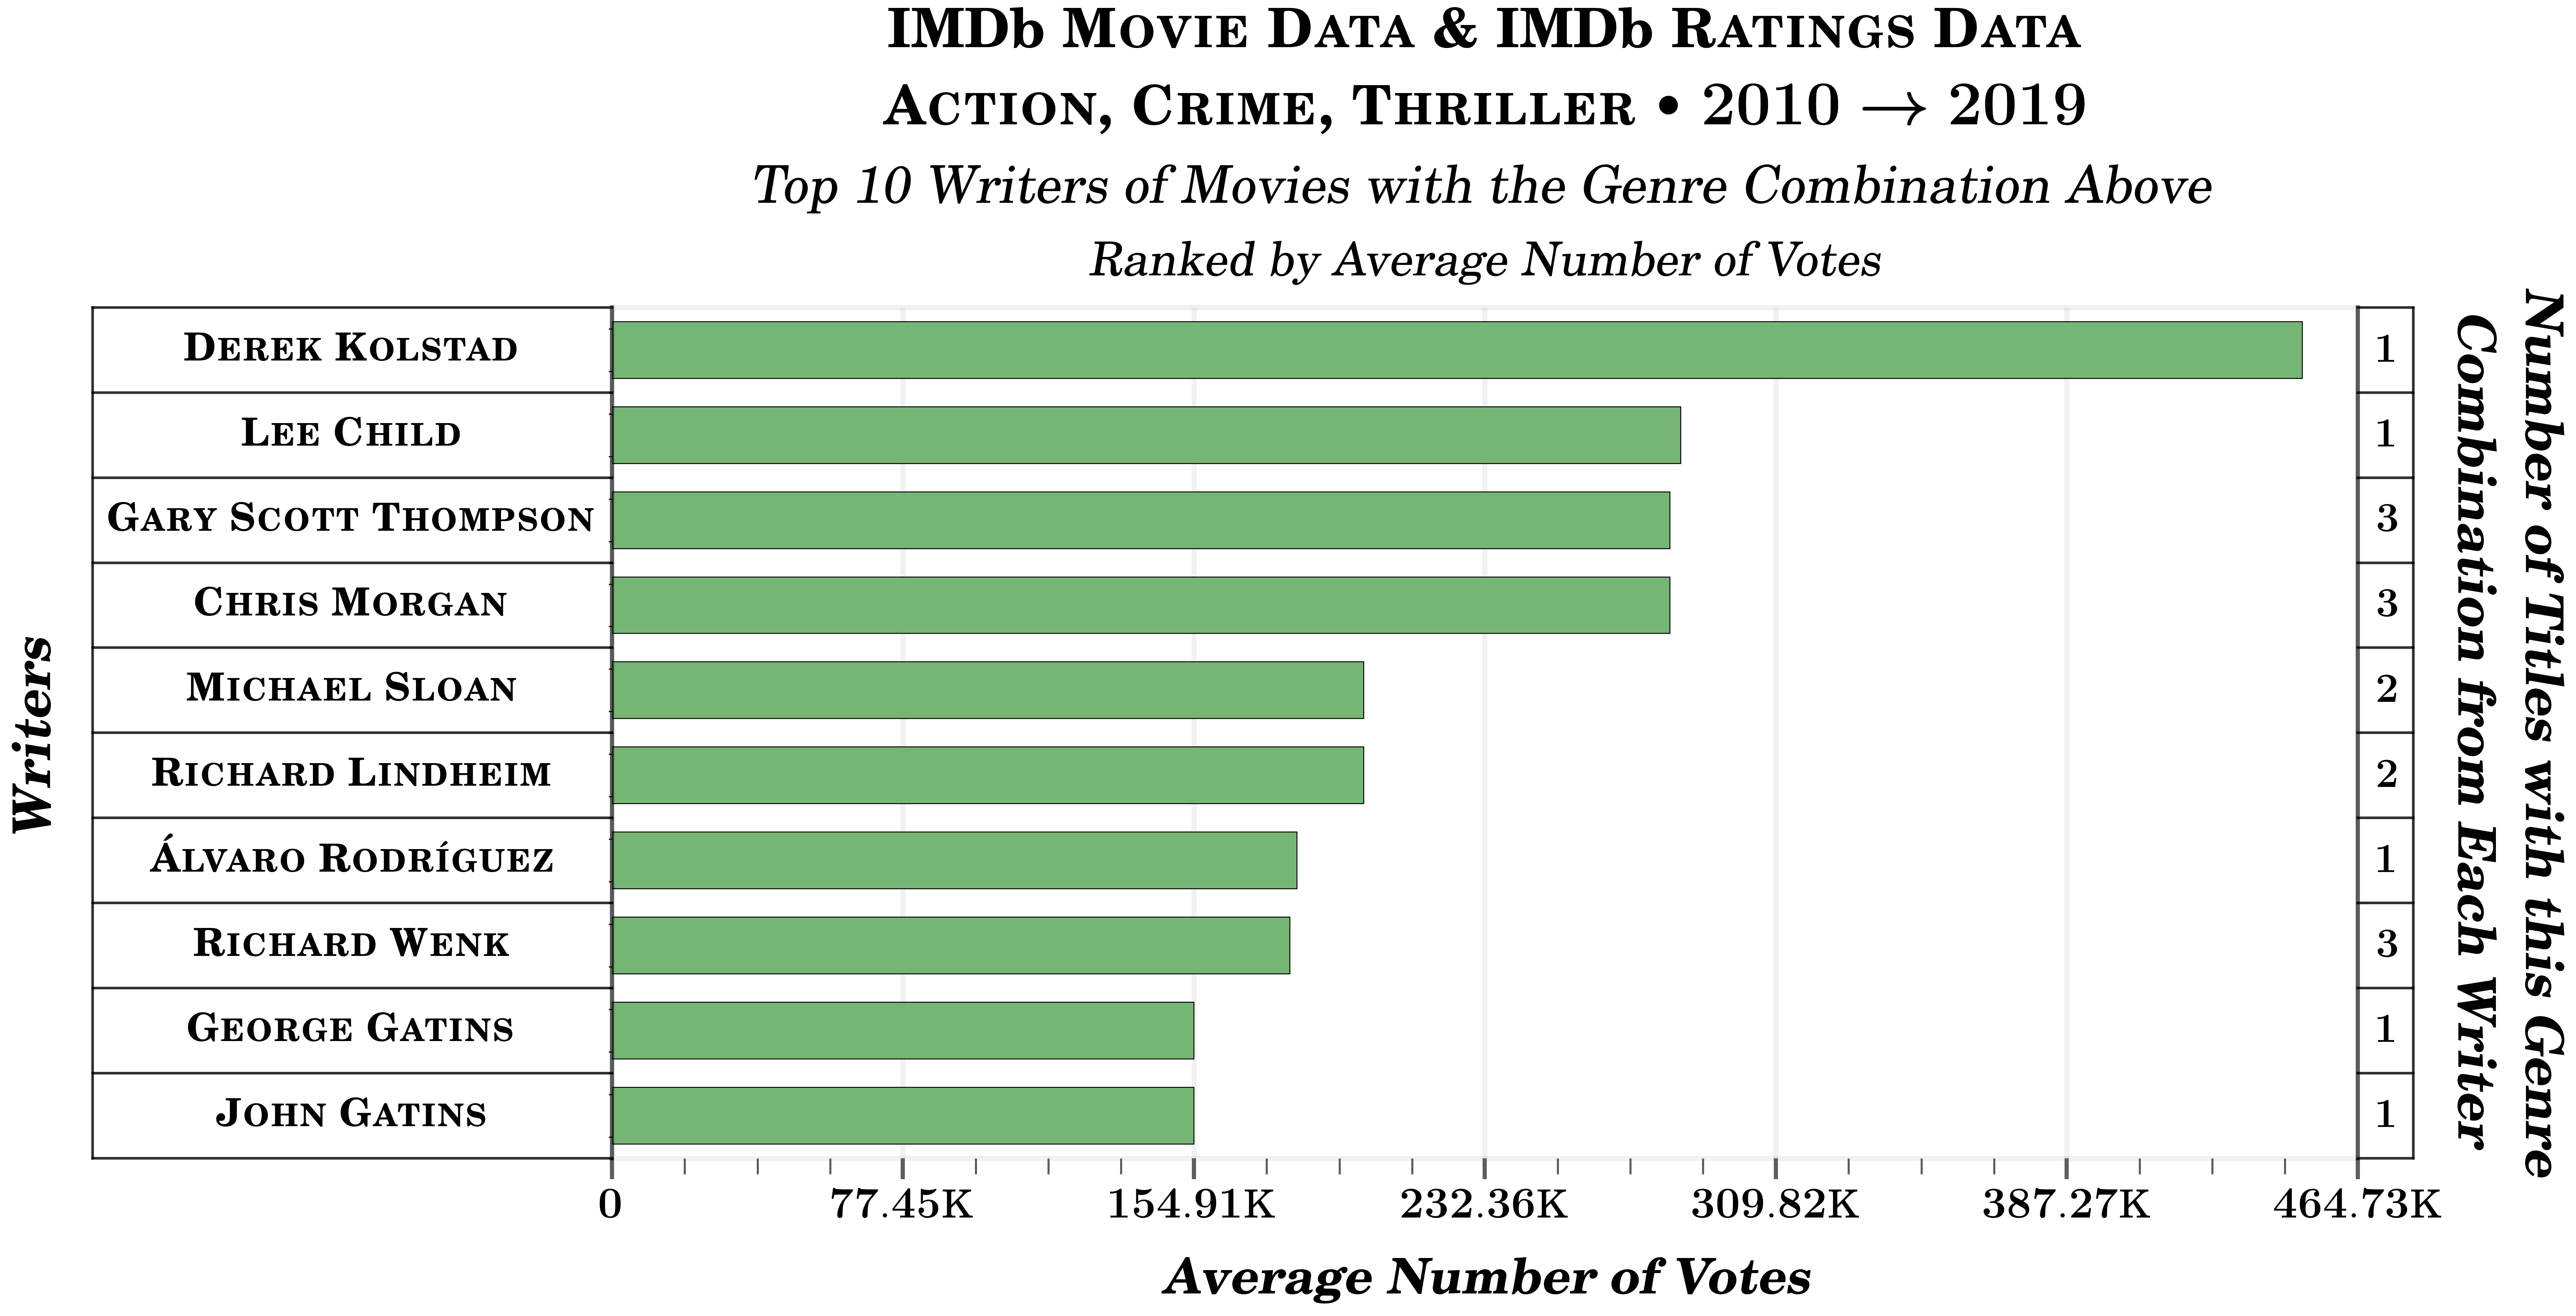 IMDb Movie Data & IMDb Ratings Data
Action, Crime, Thriller • 2010 → 2019
Top 10 Writers of Movies with the Genre Combination Above
Ranked by Average Number of Votes
Writers
Derek Kolstad 1
Lee Child 1
Gary Scott Thompson 3
Chris Morgan 3
Michael Sloan 2
Richard Lindheim 2
Álvaro Rodríguez 1
Richard Wenk 3
George Gatins 1
John Gatins 1
Number of Titles with this Genre
Combination from Each Writer
0 77.45K 154.91K 232.36K 309.82K 387.27K 464.73K
Average Number of Votes